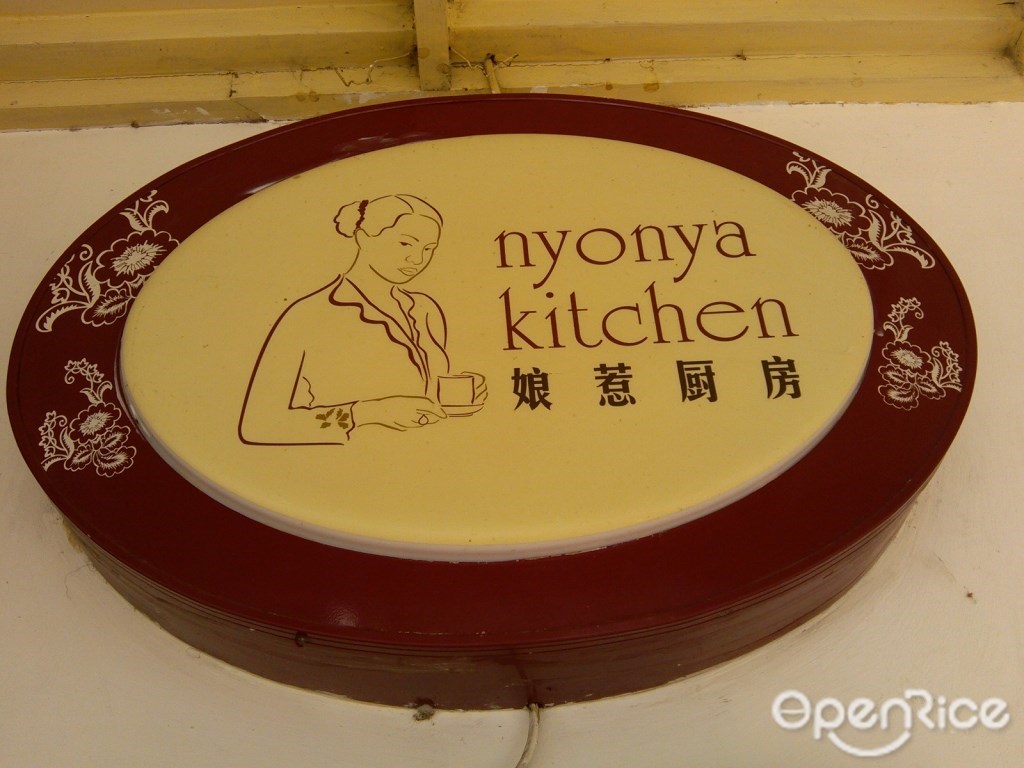 nyonya
kitchen
娘惹厨房
OpenRice